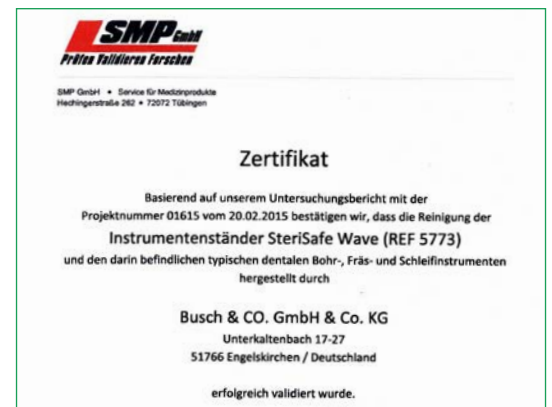 SMP GmbH
Prüfen Validieren Forschen
SMP GmbH • Service für Medizinprodukte
Hechingerstraße 262 • 72072 Tübingen
Zertifikat
Basierend auf unserem Untersuchungsbericht mit der
Projektnummer 01615 vom 20.02.2015 bestätigen wir, dass die Reinigung der
Instrumentenständer SteriSafe Wave (REF 5773)
und den darin befindlichen typischen dentalen Bohr-, Fräs- und Schleifinstrumenten
hergestellt durch
Busch & CO. GmbH & Co. KG
Unterkaltenbach 17-27
51766 Engelskirchen / Deutschland
erfolgreich validiert wurde.